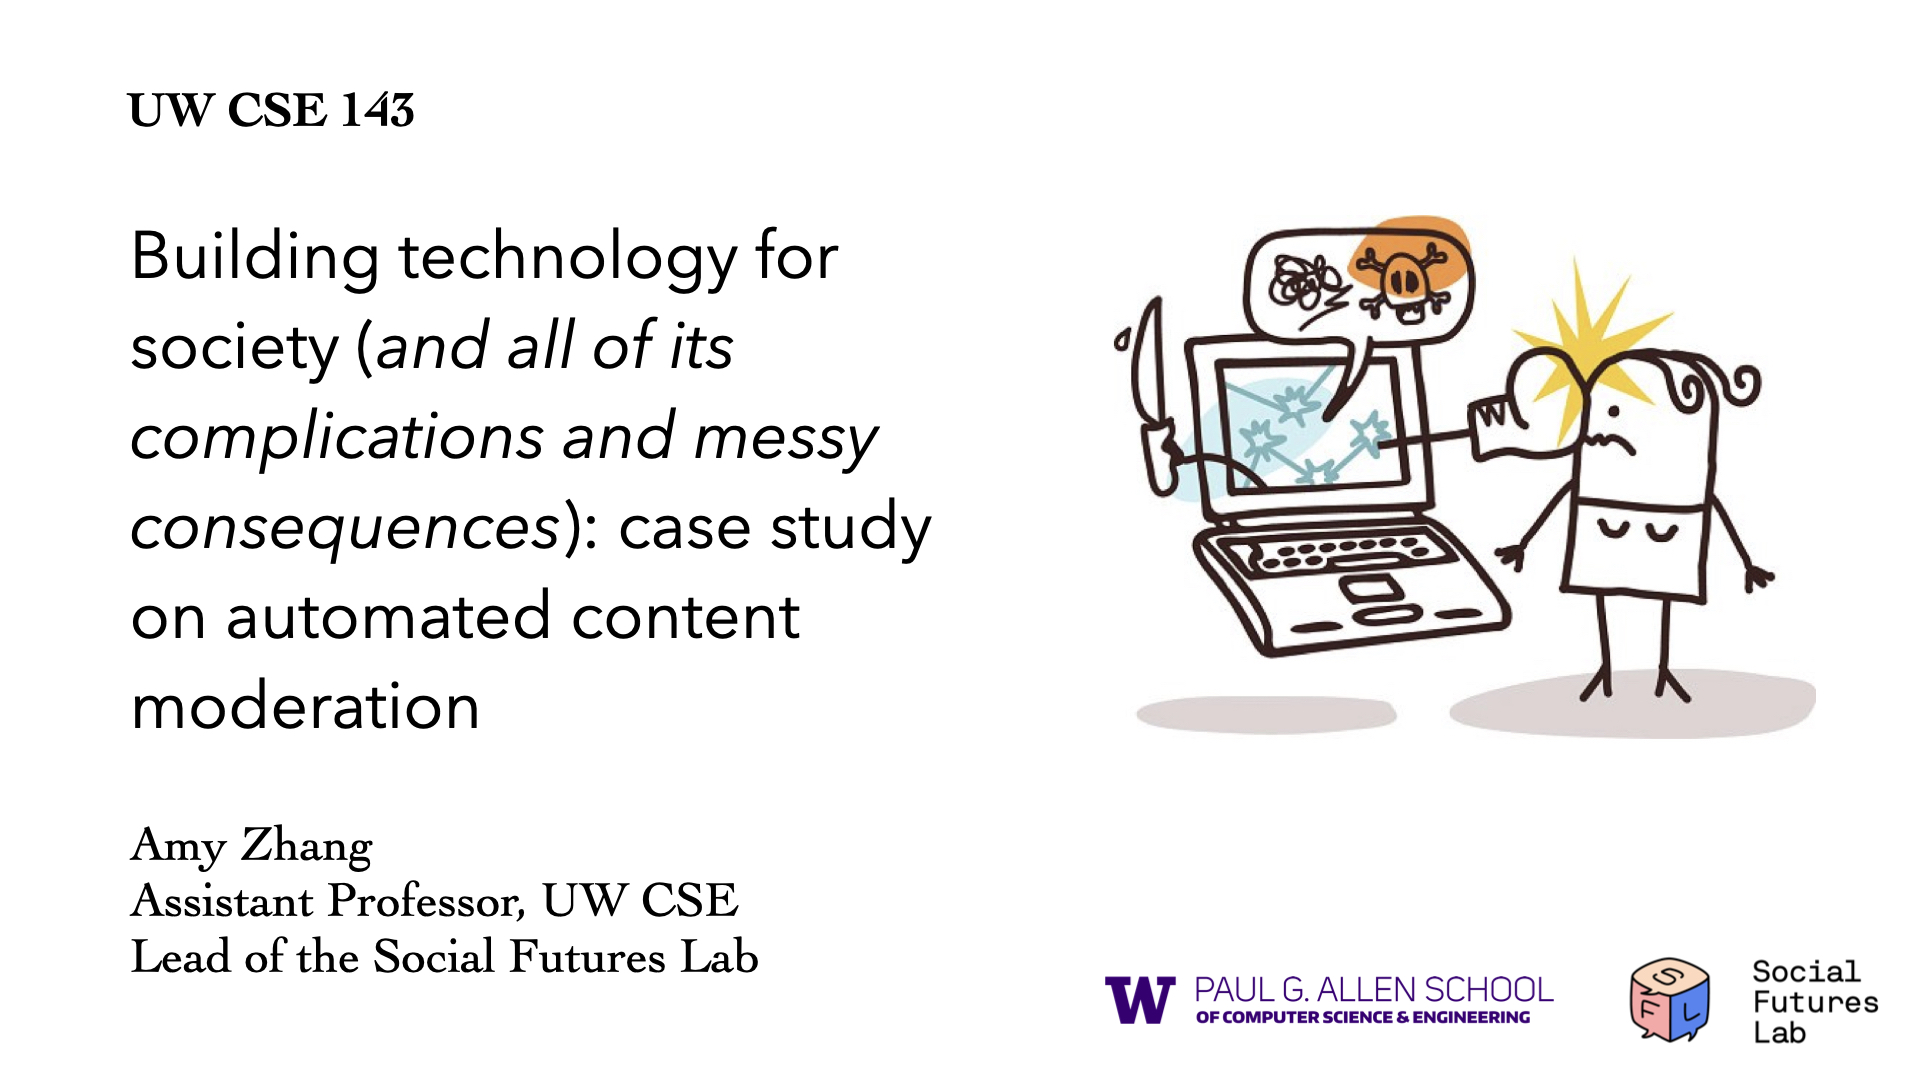 UW CSE 143
Building technology for
society (and all of its
complications and messy
consequences): case study
on automated content
moderation
Amy Zhang
Assistant Professor, UW CSE
Lead of the Social Futures Lab
W PAUL G. ALLEN SCHOOL
OF COMPUTER SCIENCE & ENGINEERING
S
F L
Social
Futures
Lab